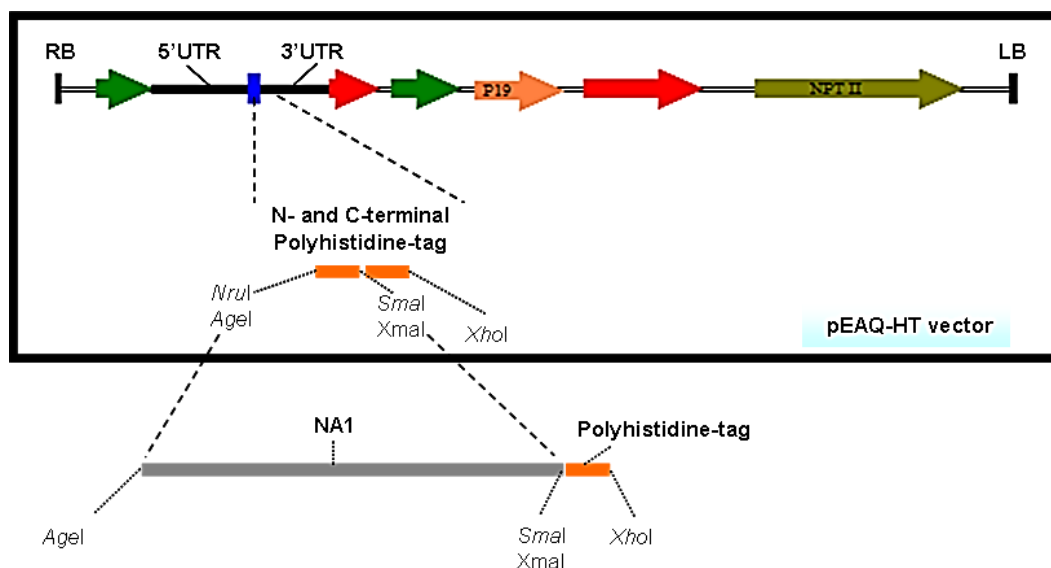 RB
5'UTR
3'UTR
LB
P19
NPT II
N- and C-terminal
Polyhistidine-tag
NruI
AgeI
SmaI
XmaI
XhoI
pEAQ-HT vector
NA1
Polyhistidine-tag
AgeI
SmaI
XmaI
XhoI